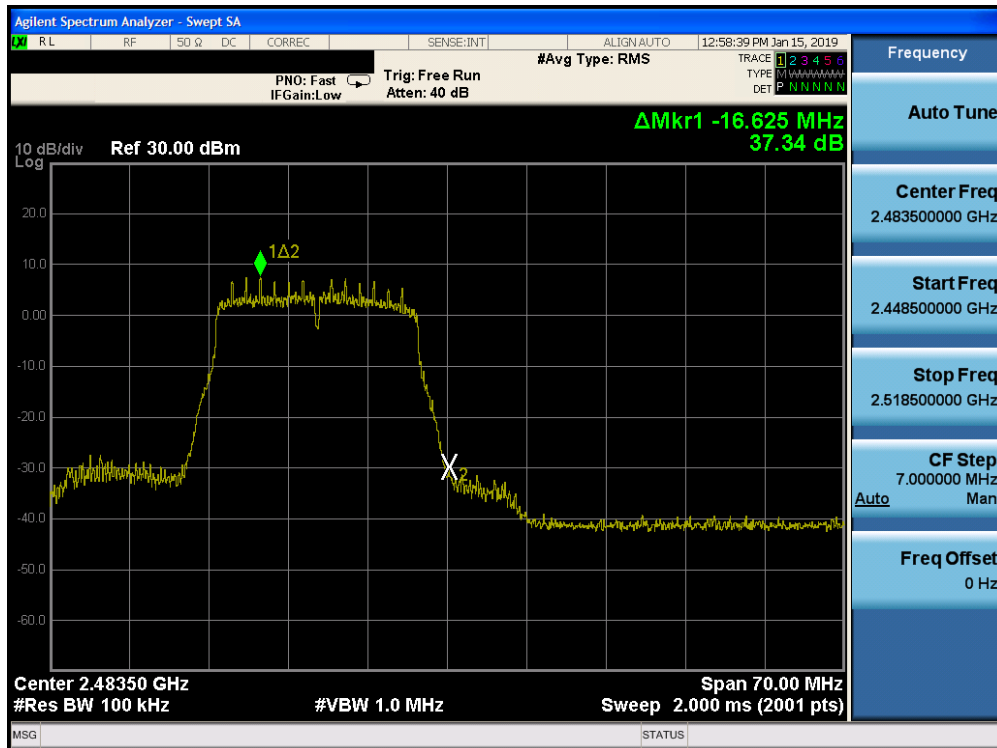 Agilent Spectrum Analyzer - Swept SA
LXI RL RF 50 Ω DC CORREC SENSE:INT ALIGN AUTO 12:58:39 PM Jan 15, 2019
#Avg Type: RMS TRACE 1 2 3 4 5 6
PNO: Fast Trig: Free Run TYPE M WWWWW
IFGain:Low Atten: 40 dB DET P N N N N N
Frequency
ΔMkr1 -16.625 MHz
37.34 dB
10 dB/div Ref 30.00 dBm
Log
20.0
10.0
0.00
-10.0
-20.0
-30.0
-40.0
-50.0
-60.0
1Δ2
X2
Center 2.48350 GHz Span 70.00 MHz
#Res BW 100 kHz #VBW 1.0 MHz Sweep 2.000 ms (2001 pts)
MSG STATUS
Auto Tune
Center Freq
2.483500000 GHz
Start Freq
2.448500000 GHz
Stop Freq
2.518500000 GHz
CF Step
7.000000 MHz
Auto Man
Freq Offset
0 Hz